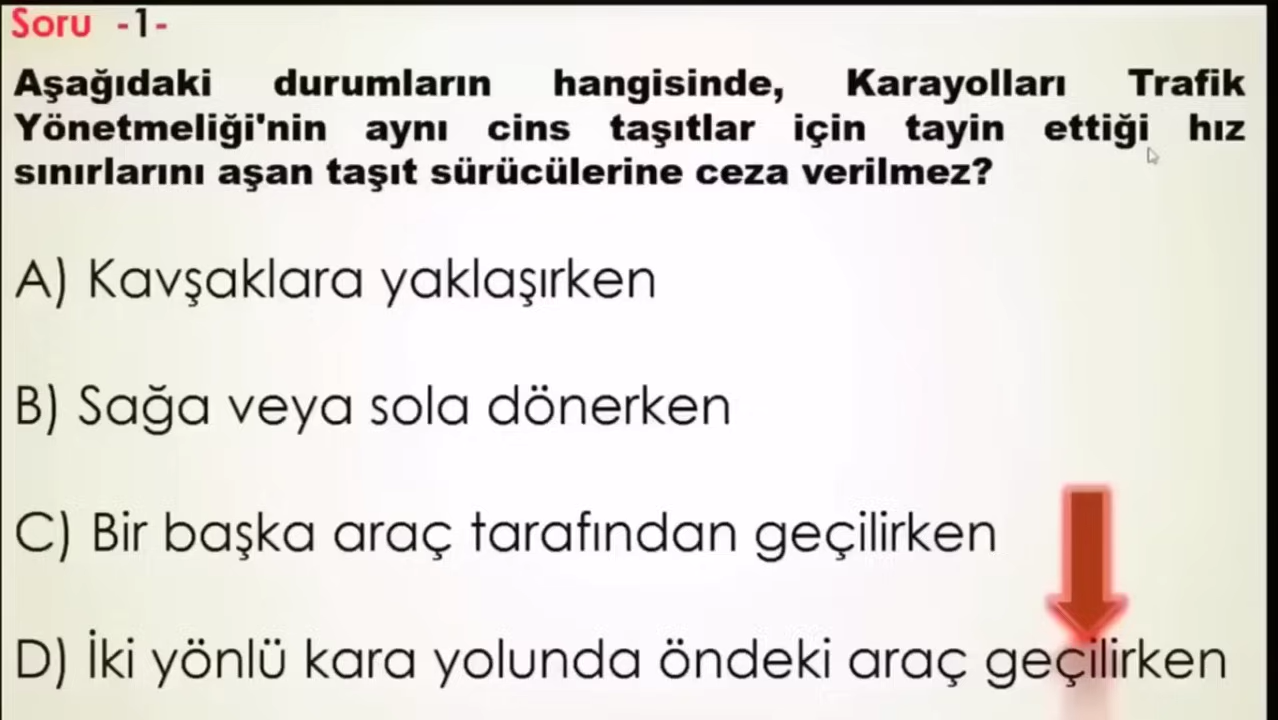 Soru -1-
Aşağıdaki durumların hangisinde, Karayolları Trafik
Yönetmeliği'nin aynı cins taşıtlar için tayin ettiği hız
sınırlarını aşan taşıt sürücülerine ceza verilmez?
A) Kavşaklara yaklaşırken
B) Sağa veya sola dönerken
C) Bir başka araç tarafından geçilirken
D) İki yönlü kara yolunda öndeki araç geçilirken